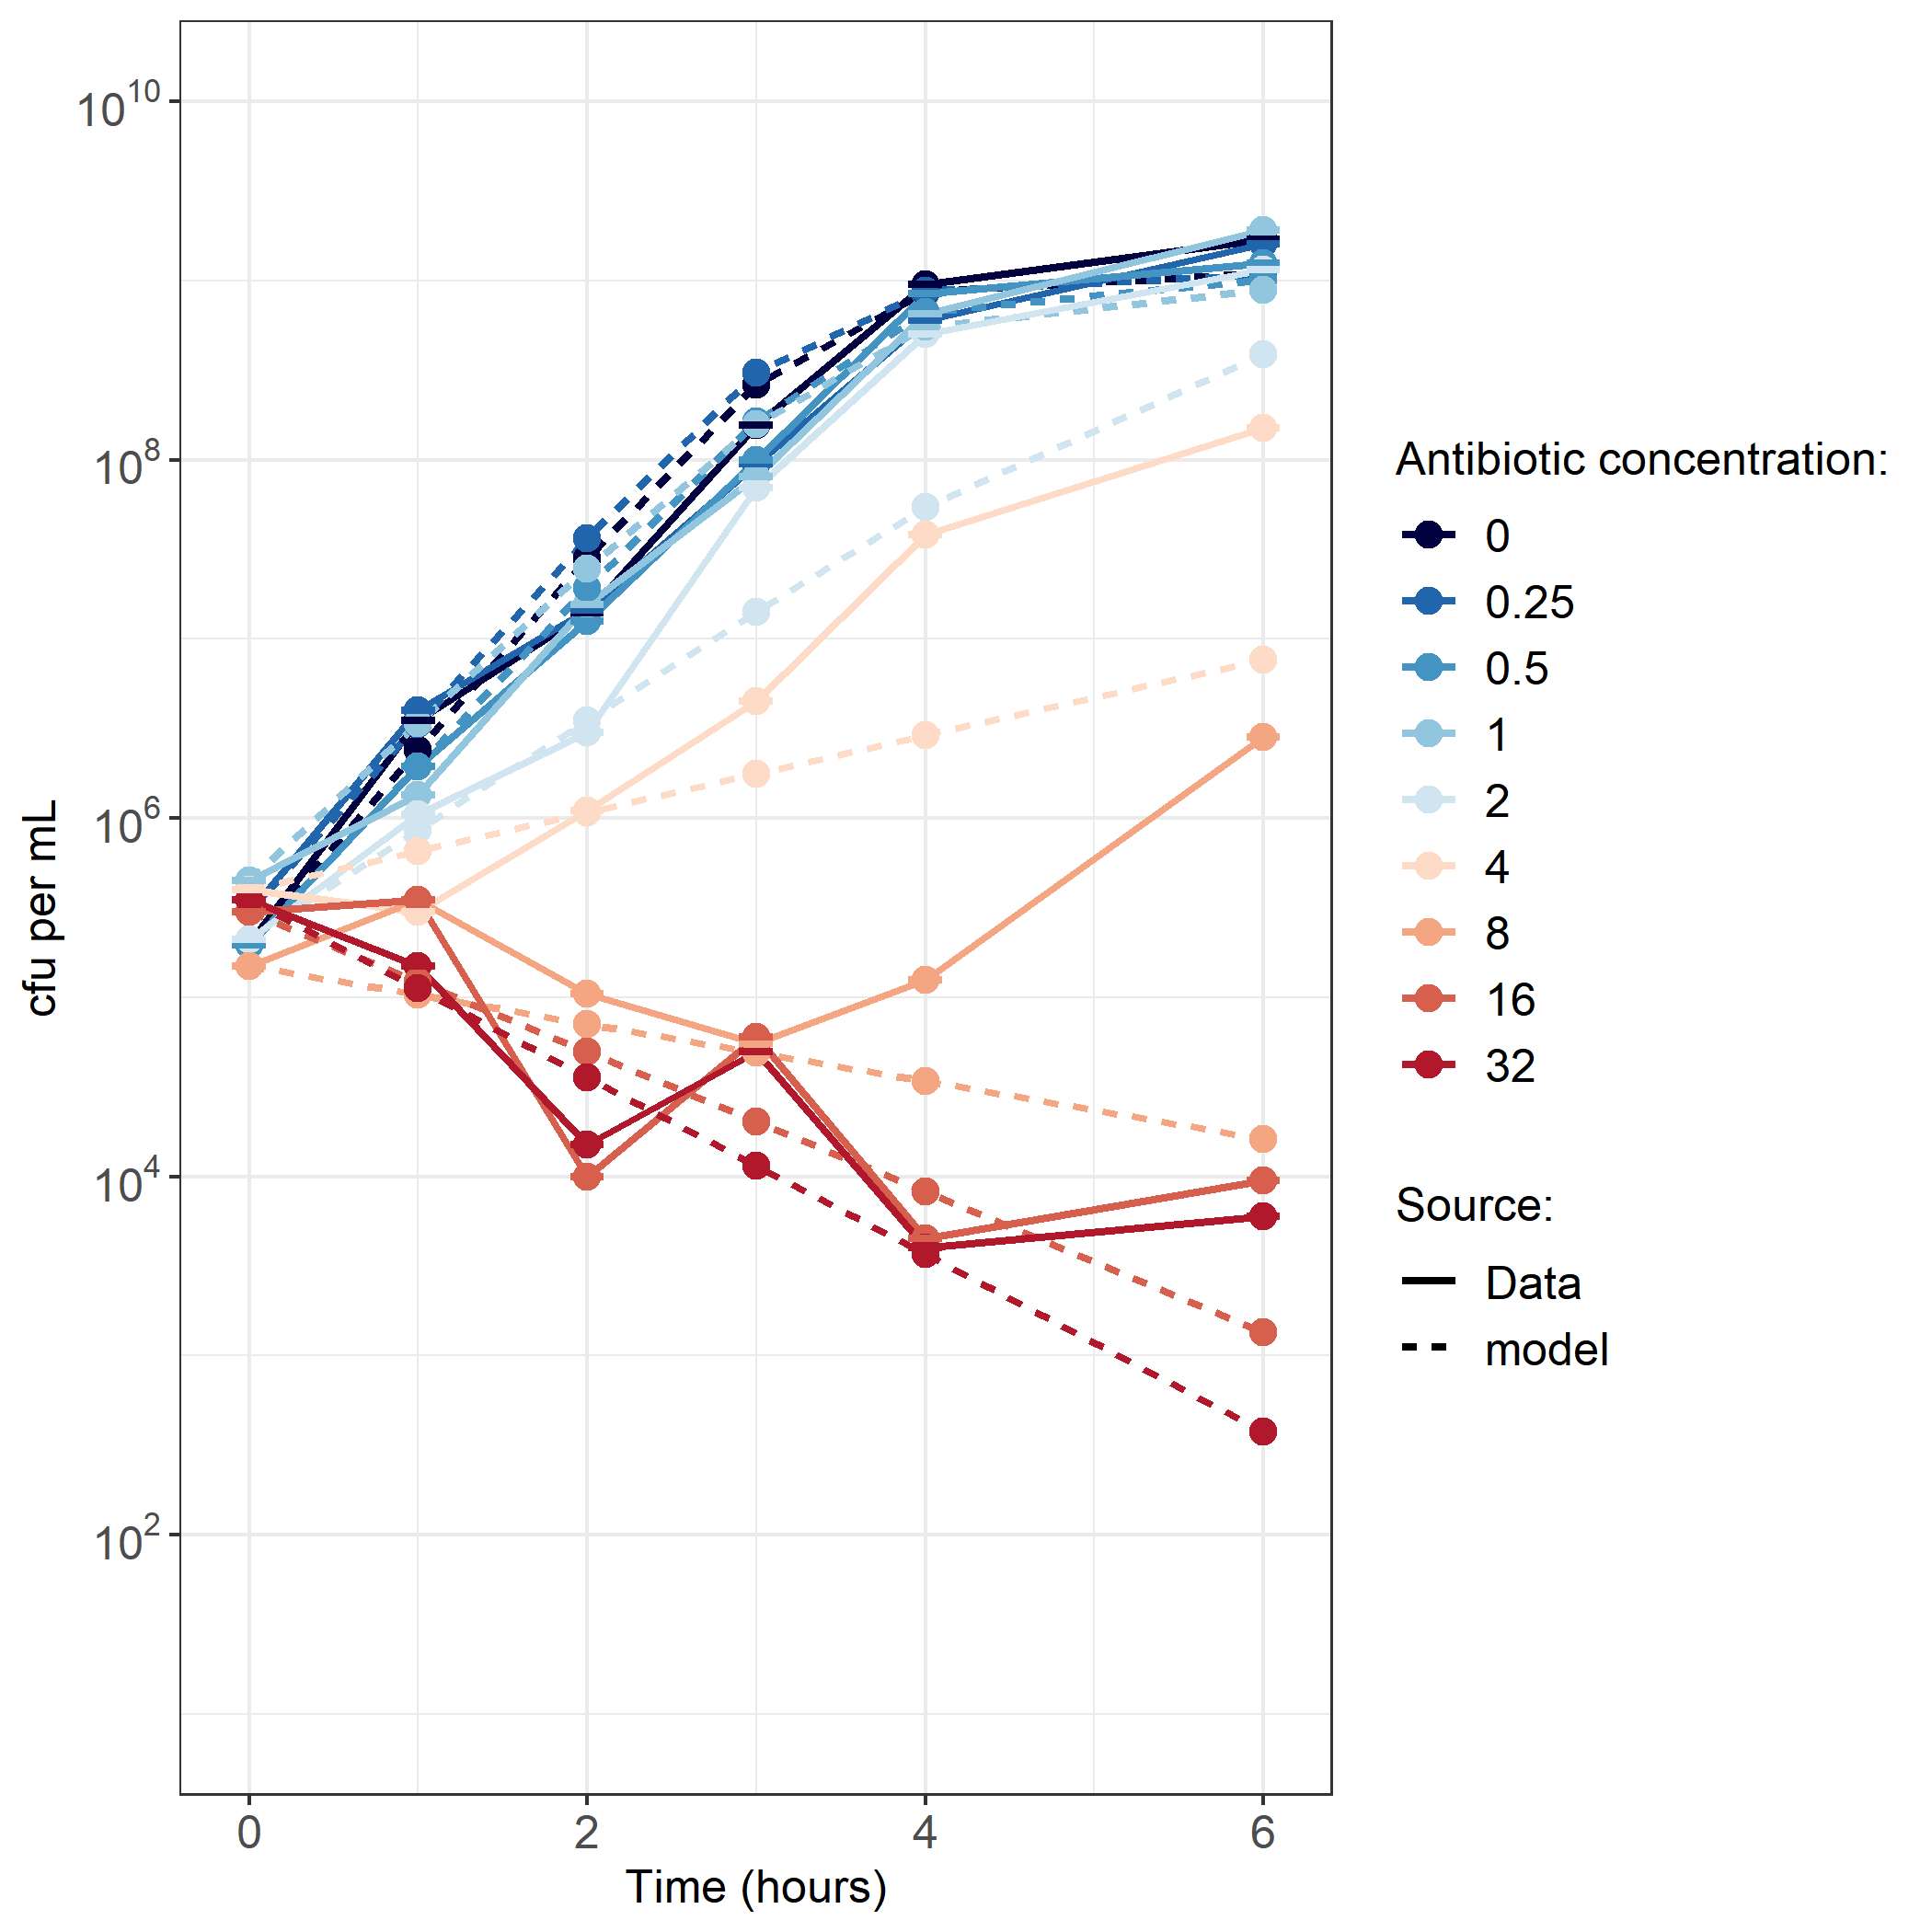 cfu per mL
10^10
10^8
10^6
10^4
10^2
0 2 4 6
Time (hours)
Antibiotic concentration:
0
0.25
0.5
1
2
4
8
16
32
Source:
Data
model